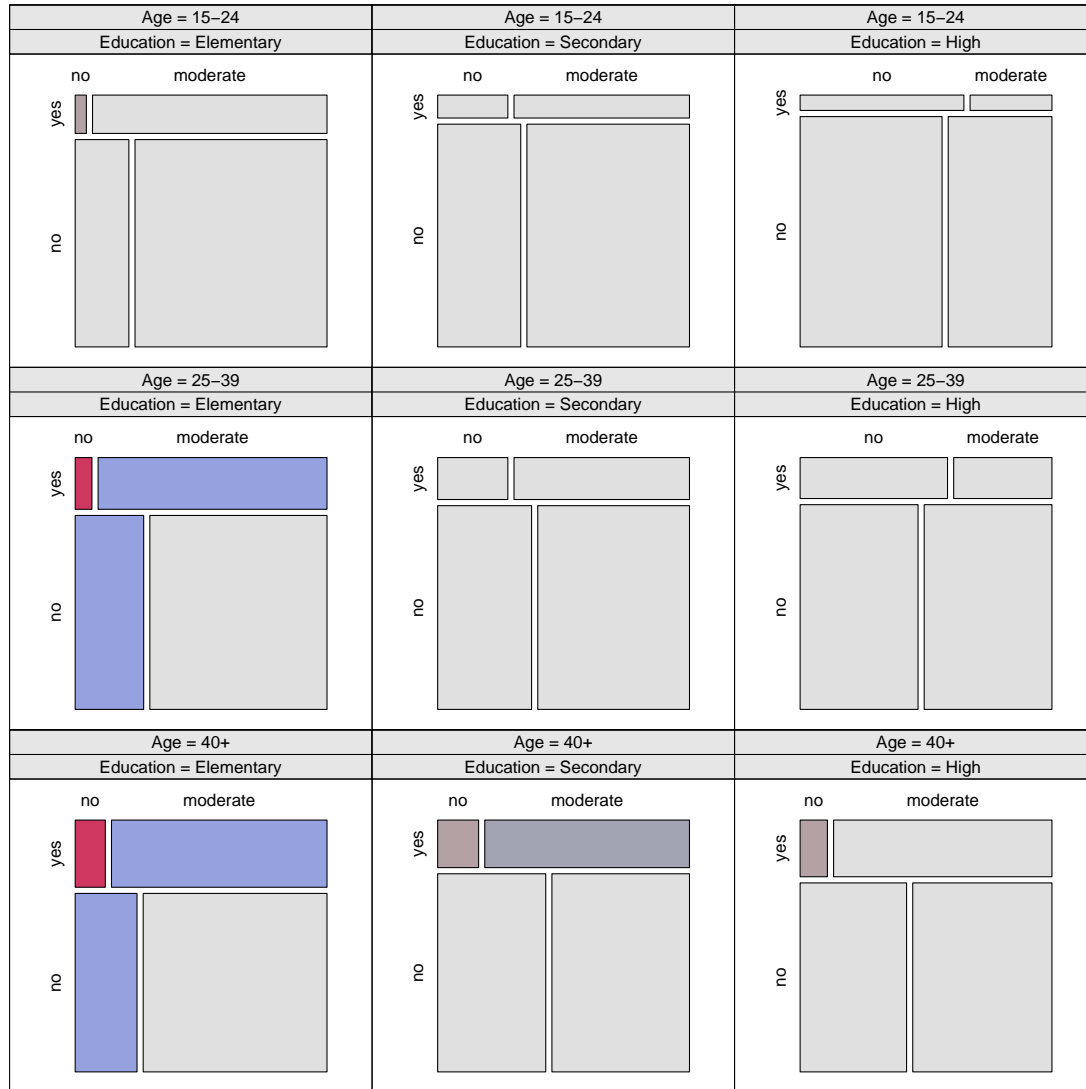 Age = 15−24
Education = Elementary
no moderate
yes
no
Age = 15−24
Education = Secondary
no moderate
yes
no
Age = 15−24
Education = High
no moderate
yes
no
Age = 25−39
Education = Elementary
no moderate
yes
no
Age = 25−39
Education = Secondary
no moderate
yes
no
Age = 25−39
Education = High
no moderate
yes
no
Age = 40+
Education = Elementary
no moderate
yes
no
Age = 40+
Education = Secondary
no moderate
yes
no
Age = 40+
Education = High
no moderate
yes
no